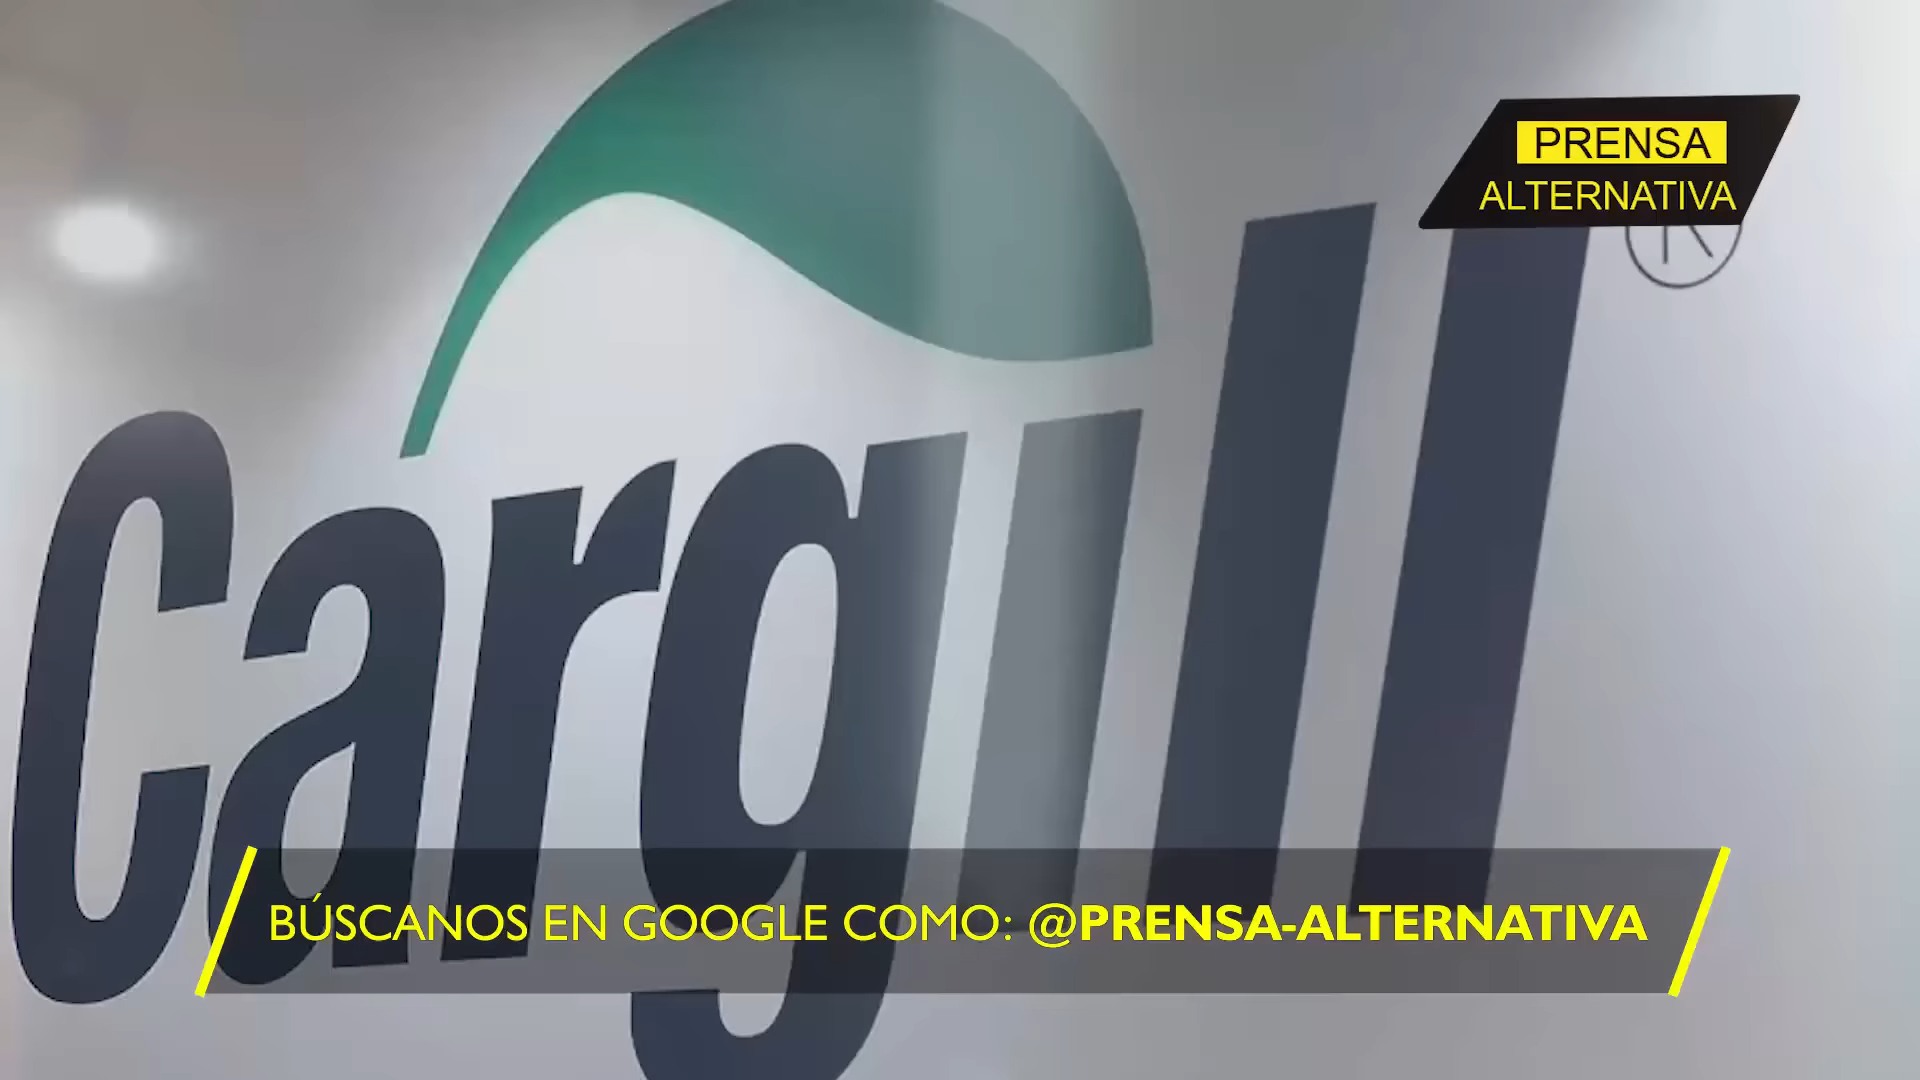 PRENSA
ALTERNATIVA
®
Cargill
BÚSCANOS EN GOOGLE COMO: @PRENSA-ALTERNATIVA